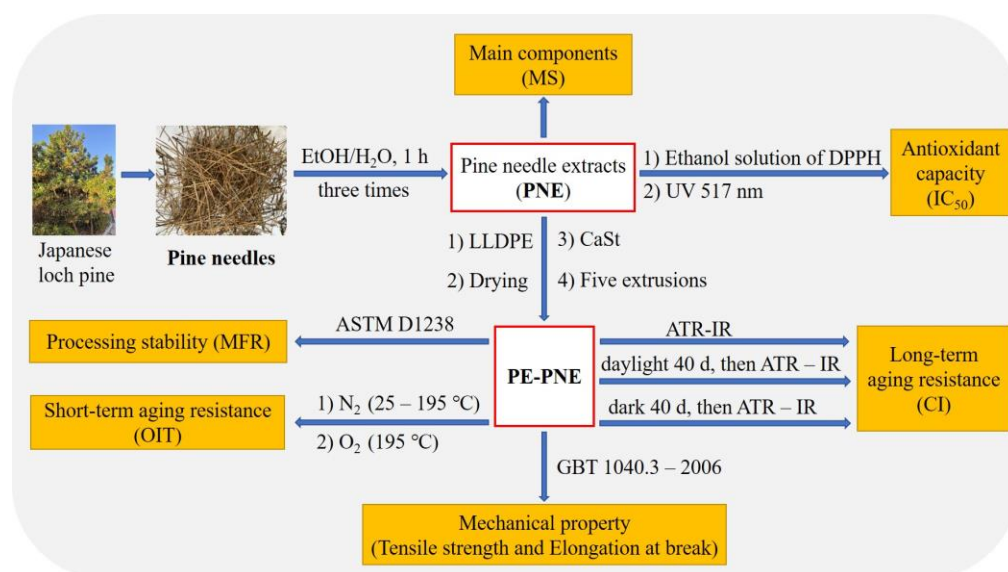 Main components
(MS)
Japanese
loch pine
Pine needles
EtOH/H₂O, 1 h
three times
Pine needle extracts
(PNE)
1) Ethanol solution of DPPH
2) UV 517 nm
Antioxidant
capacity
(IC₅₀)
1) LLDPE
2) Drying
3) CaSt
4) Five extrusions
Processing stability (MFR)
ASTM D1238
Short-term aging resistance
(OIT)
1) N₂ (25 – 195 ℃)
2) O₂ (195 ℃)
PE-PNE
ATR-IR
daylight 40 d, then ATR – IR
dark 40 d, then ATR – IR
Long-term
aging resistance
(CI)
GBT 1040.3 – 2006
Mechanical property
(Tensile strength and Elongation at break)